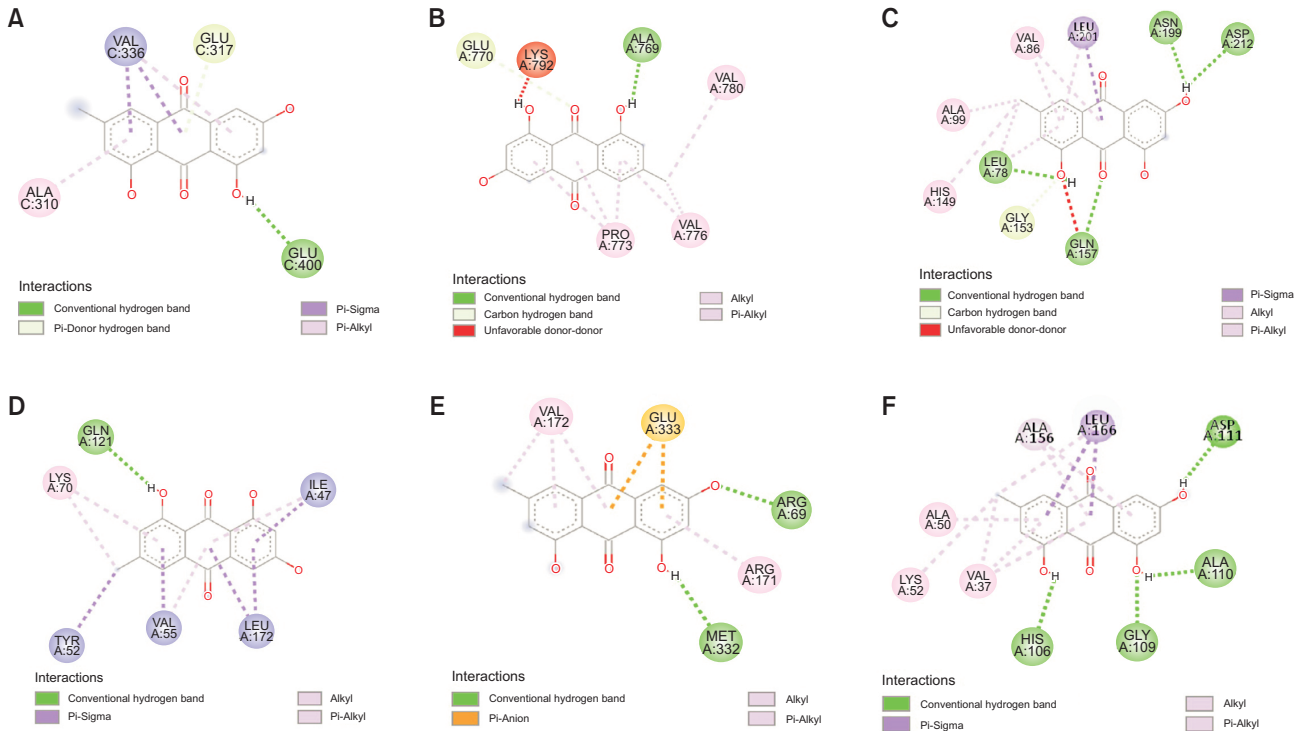 A
VAL
C:336
GLU
C:317
O
O
O
O
O
H
ALA
C:310
GLU
C:400
Interactions
Conventional hydrogen band
Pi-Donor hydrogen band
Pi-Sigma
Pi-Alkyl
B
GLU
A:770
LYS
A:792
ALA
A:769
VAL
A:780
H
H
O
O
O
O
O
PRO
A:773
VAL
A:776
Interactions
Conventional hydrogen band
Carbon hydrogen band
Unfavorable donor-donor
Alkyl
Pi-Alkyl
C
VAL
A:86
LEU
A:201
ASN
A:199
ASP
A:212
H
O
O
ALA
A:99
LEU
A:78
O
H
O
O
HIS
A:149
GLY
A:153
GLN
A:157
Interactions
Conventional hydrogen band
Carbon hydrogen band
Unfavorable donor-donor
Pi-Sigma
Alkyl
Pi-Alkyl
D
GLN
A:121
LYS
A:70
ILE
A:47
H
O
O
O
O
O
TYR
A:52
VAL
A:55
LEU
A:172
Interactions
Conventional hydrogen band
Pi-Sigma
Alkyl
Pi-Alkyl
E
VAL
A:172
GLU
A:333
O
O
ARG
A:69
O
O
O
H
ARG
A:171
MET
A:332
Interactions
Conventional hydrogen band
Pi-Anion
Alkyl
Pi-Alkyl
F
ALA
A:156
LEU
A:166
ASP
A:111
H
O
O
ALA
A:50
LYS
A:52
VAL
A:37
O
H
O
O
H
ALA
A:110
HIS
A:106
GLY
A:109
Interactions
Conventional hydrogen band
Pi-Sigma
Alkyl
Pi-Alkyl